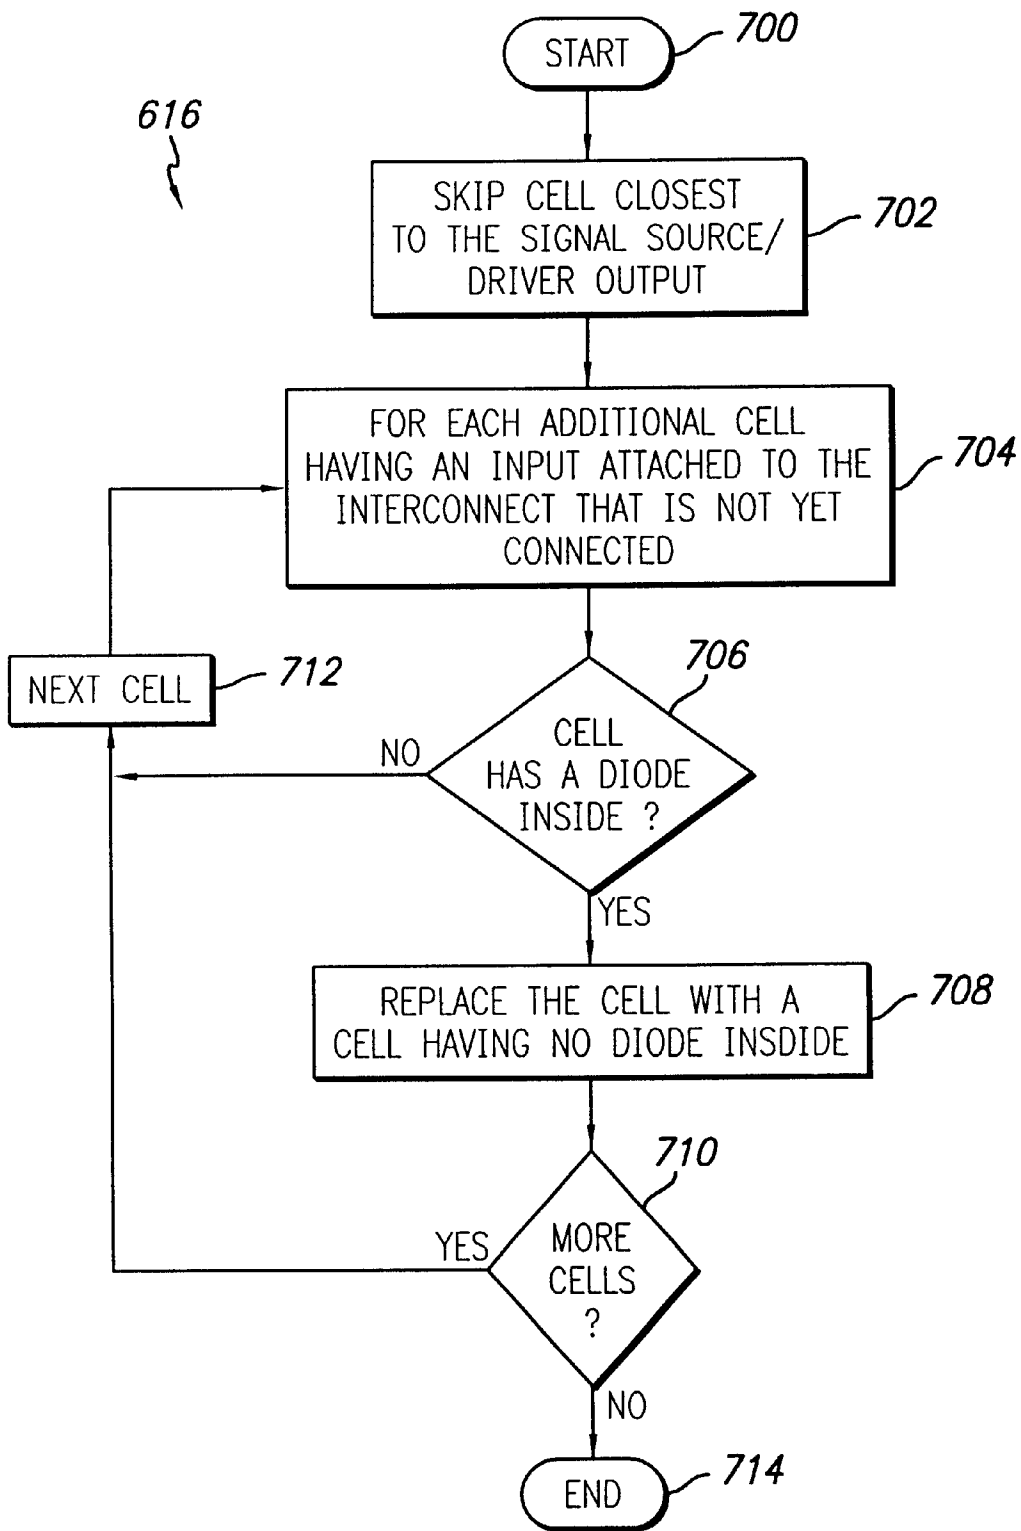 START
700
616
SKIP CELL CLOSEST
TO THE SIGNAL SOURCE/
DRIVER OUTPUT
702
FOR EACH ADDITIONAL CELL
HAVING AN INPUT ATTACHED TO THE
INTERCONNECT THAT IS NOT YET
CONNECTED
704
NEXT CELL
712
706
CELL
HAS A DIODE
INSIDE ?
NO
YES
REPLACE THE CELL WITH A
CELL HAVING NO DIODE INSDIDE
708
710
MORE
CELLS
?
YES
NO
END
714